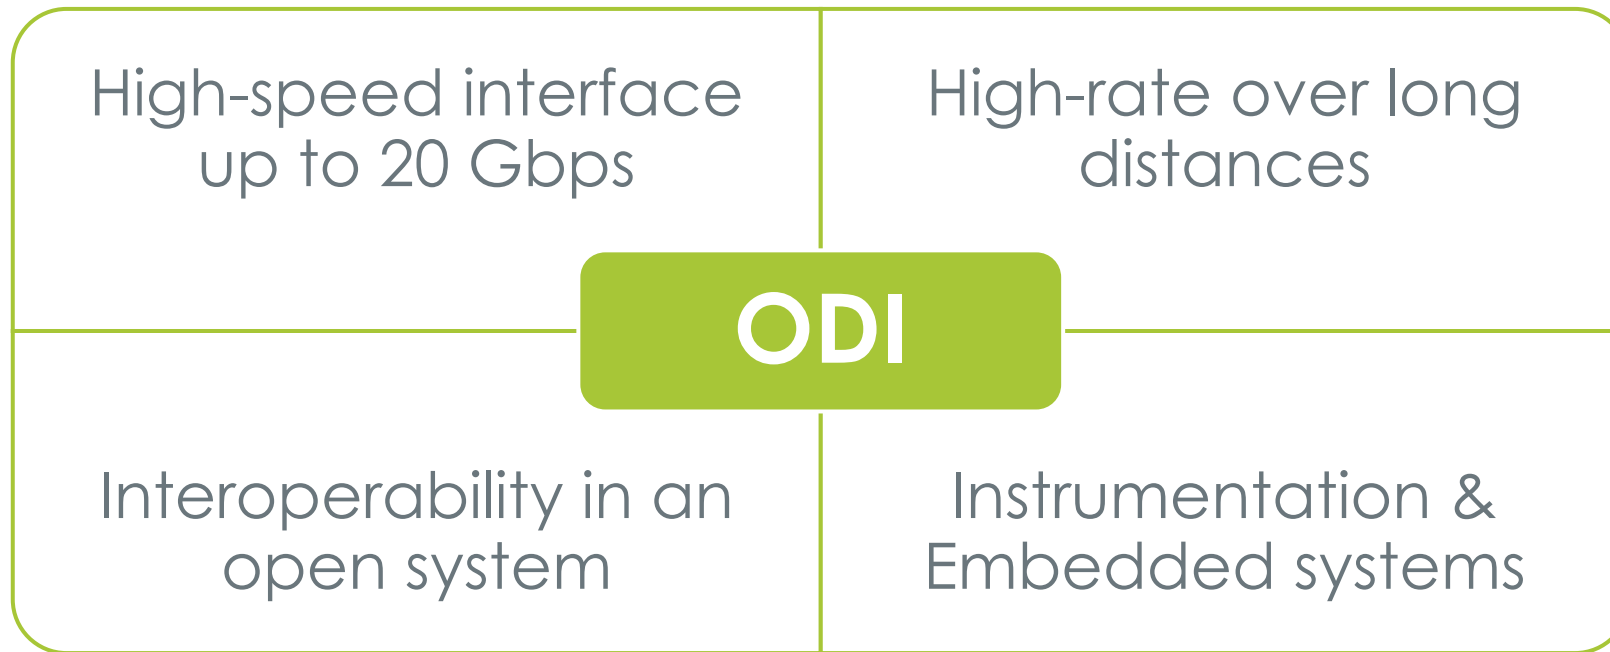 High-speed interface
up to 20 Gbps
High-rate over long
distances
ODI
Interoperability in an
open system
Instrumentation &
Embedded systems